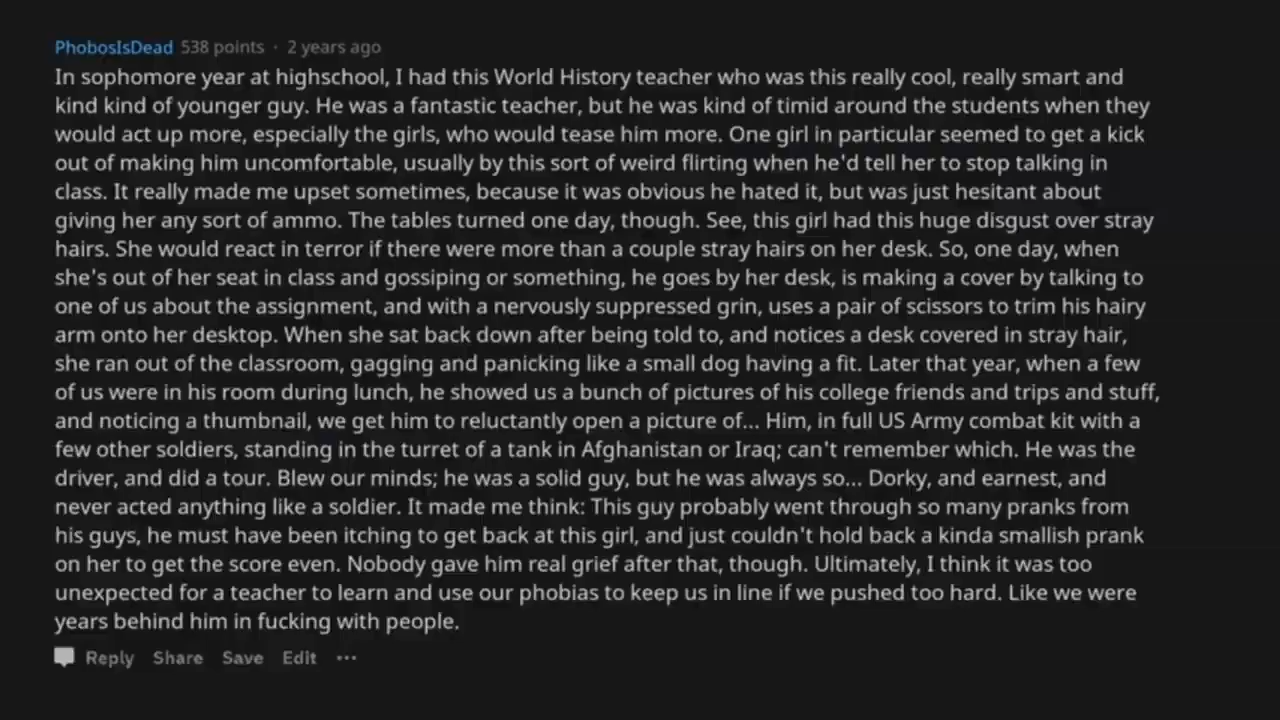 PhobosIsDead 538 points · 2 years ago
In sophomore year at highschool, I had this World History teacher who was this really cool, really smart and
kind kind of younger guy. He was a fantastic teacher, but he was kind of timid around the students when they
would act up more, especially the girls, who would tease him more. One girl in particular seemed to get a kick
out of making him uncomfortable, usually by this sort of weird flirting when he'd tell her to stop talking in
class. It really made me upset sometimes, because it was obvious he hated it, but was just hesitant about
giving her any sort of ammo. The tables turned one day, though. See, this girl had this huge disgust over stray
hairs. She would react in terror if there were more than a couple stray hairs on her desk. So, one day, when
she's out of her seat in class and gossiping or something, he goes by her desk, is making a cover by talking to
one of us about the assignment, and with a nervously suppressed grin, uses a pair of scissors to trim his hairy
arm onto her desktop. When she sat back down after being told to, and notices a desk covered in stray hair,
she ran out of the classroom, gagging and panicking like a small dog having a fit. Later that year, when a few
of us were in his room during lunch, he showed us a bunch of pictures of his college friends and trips and stuff,
and noticing a thumbnail, we get him to reluctantly open a picture of... Him, in full US Army combat kit with a
few other soldiers, standing in the turret of a tank in Afghanistan or Iraq; can't remember which. He was the
driver, and did a tour. Blew our minds; he was a solid guy, but he was always so... Dorky, and earnest, and
never acted anything like a soldier. It made me think: This guy probably went through so many pranks from
his guys, he must have been itching to get back at this girl, and just couldn't hold back a kinda smallish prank
on her to get the score even. Nobody gave him real grief after that, though. Ultimately, I think it was too
unexpected for a teacher to learn and use our phobias to keep us in line if we pushed too hard. Like we were
years behind him in fucking with people.
Reply Share Save Edit ···